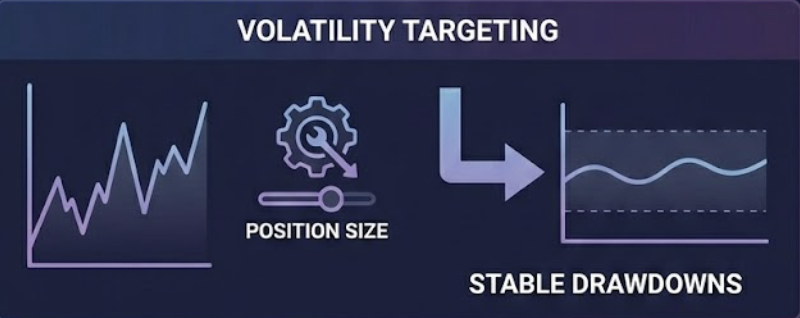 VOLATILITY TARGETING
POSITION SIZE
STABLE DRAWDOWNS